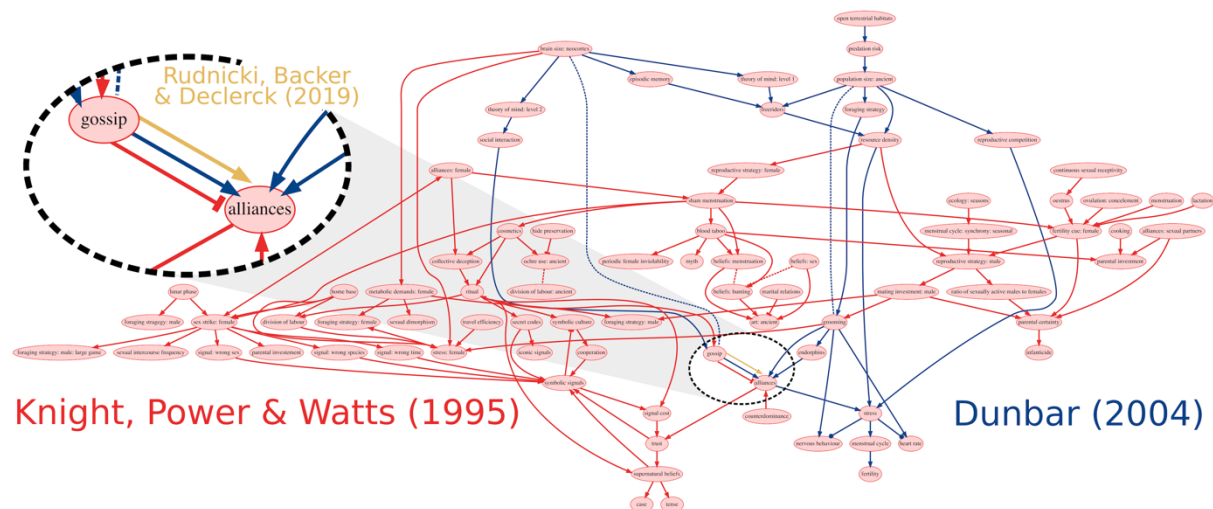 open terrestrial habitats
brain size: neocortex
predation risk
Rudnicki, Backer
& Declerck (2019)
episodic memory
theory of mind: level 1
population size: ancient
theory of mind: level 2
freeriders
foraging strategy
gossip
social interaction
resource density
reproductive competition
alliances: female
reproductive strategy: female
continuous sexual receptivity
alliances
sham menstruation
ecology: seasons
oestrus
ovulation: concealment
menstruation
lactation
cosmetics
hide preservation
blood taboo
menstrual cycle: synchrony: seasonal
fertility cue: female
cooking
alliances: sexual partners
collective deception
ochre use: ancient
periodic female inviolability
myth
beliefs: menstruation
beliefs: sex
reproductive strategy: male
parental investment
lunar phase
home base
metabolic demands: female
ritual
division of labour: ancient
beliefs: hunting
marital relations
mating investment: male
ratio of sexually active males to females
foraging stragegy: male
sex strike: female
division of labour
foraging strategy: female
sexual dimorphism
travel efficiency
secret codes
symbolic culture
foraging strategy: male
art: ancient
grooming
parental certainty
foraging strategy: male: large game
sexual intercourse frequency
signal: wrong sex
parental investement
signal: wrong species
signal: wrong time
stress: female
iconic signals
cooperation
gossip
endorphins
infanticide
symbolic signals
alliances
Knight, Power & Watts (1995)
signal cost
counterdominance
stress
Dunbar (2004)
trust
nervous behaviour
menstrual cycle
heart rate
supernatural beliefs
fertility
case
tense